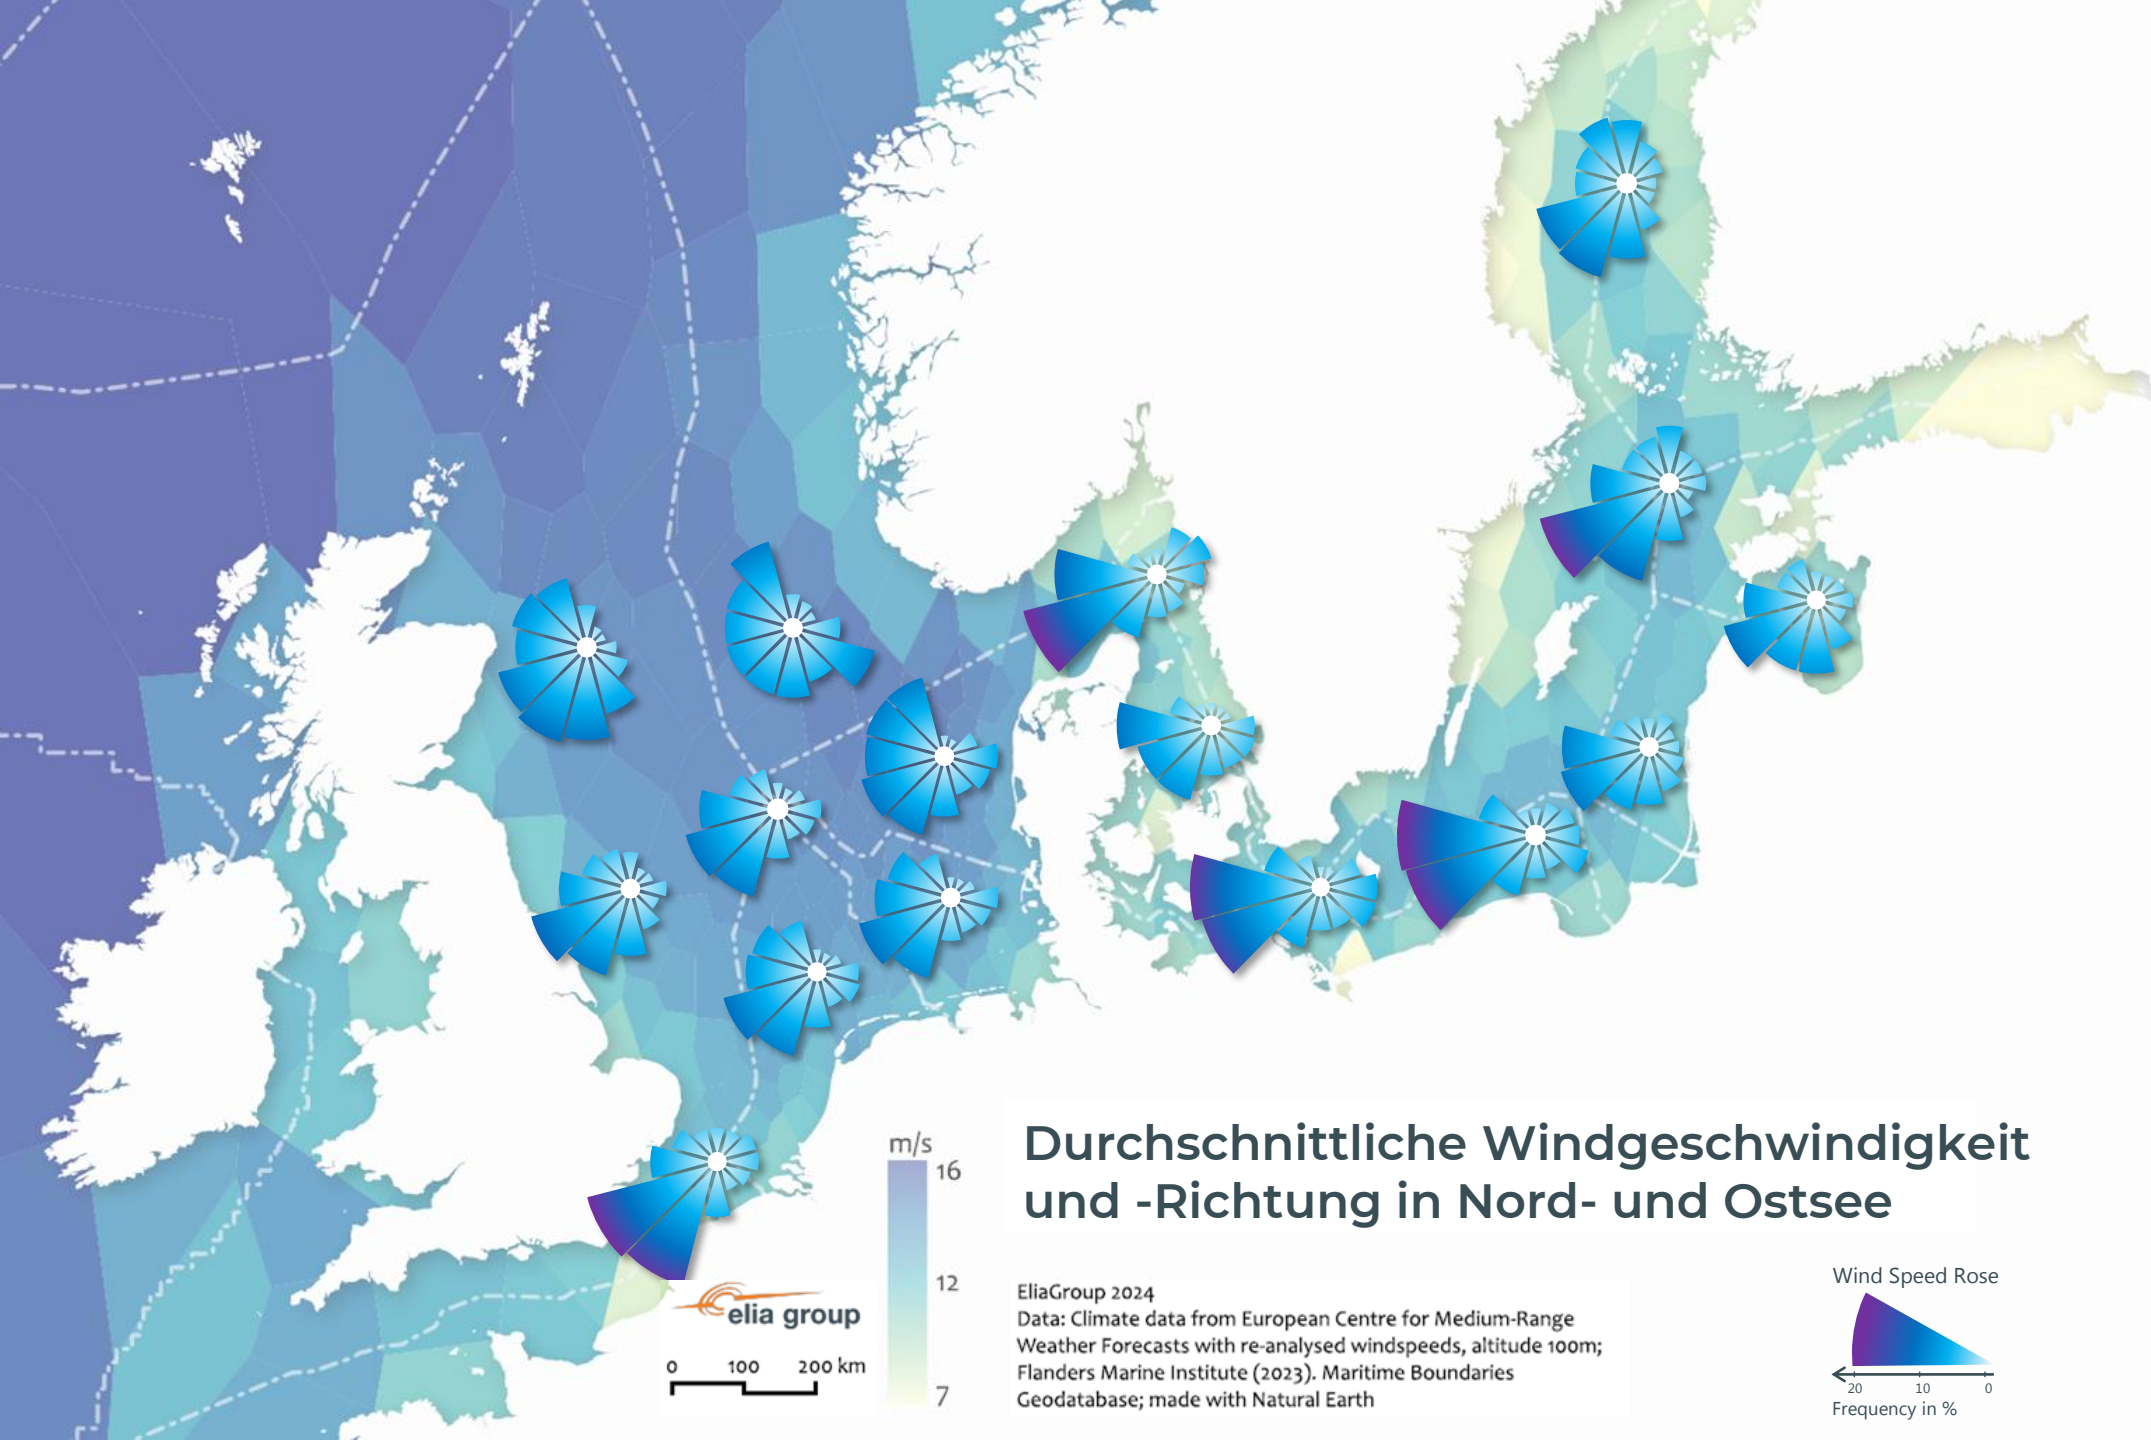 m/s
16
12
7
Durchschnittliche Windgeschwindigkeit
und -Richtung in Nord- und Ostsee
elia group
0 100 200 km
EliaGroup 2024
Data: Climate data from European Centre for Medium-Range
Weather Forecasts with re-analysed windspeeds, altitude 100m;
Flanders Marine Institute (2023). Maritime Boundaries
Geodatabase; made with Natural Earth
Wind Speed Rose
20 10 0
Frequency in %